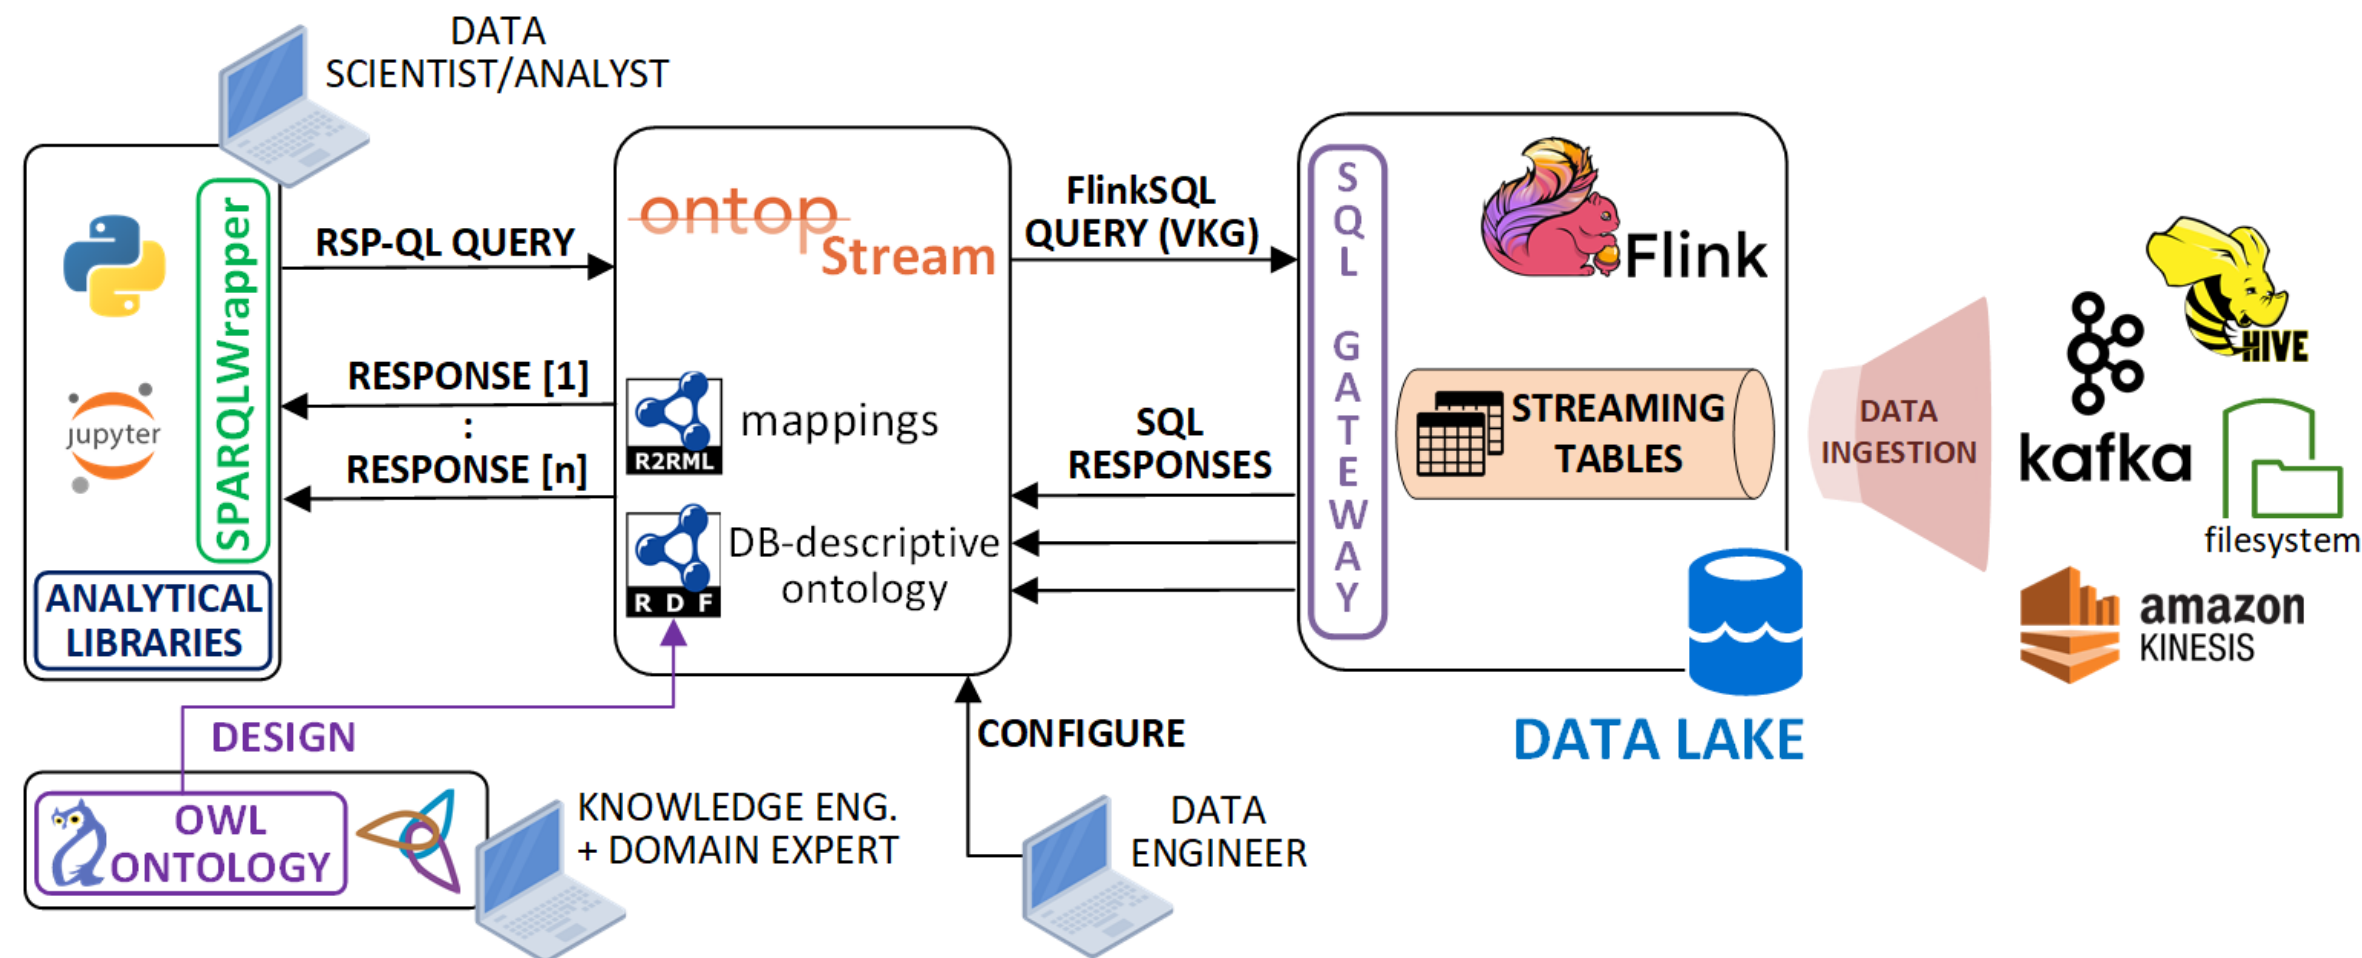 DATA
SCIENTIST/ANALYST
SPARQLWrapper
jupyter
ANALYTICAL
LIBRARIES
RSP-QL QUERY
RESPONSE [1]
:
RESPONSE [n]
ontop
Stream
R2RML
mappings
RDF
DB-descriptive
ontology
FlinkSQL
QUERY (VKG)
SQL
RESPONSES
SQL GATEWAY
Flink
STREAMING
TABLES
DATA
INGESTION
HIVE
kafka
filesystem
amazon
KINESIS
DATA LAKE
DESIGN
OWL
ONTOLOGY
KNOWLEDGE ENG.
+ DOMAIN EXPERT
CONFIGURE
DATA
ENGINEER